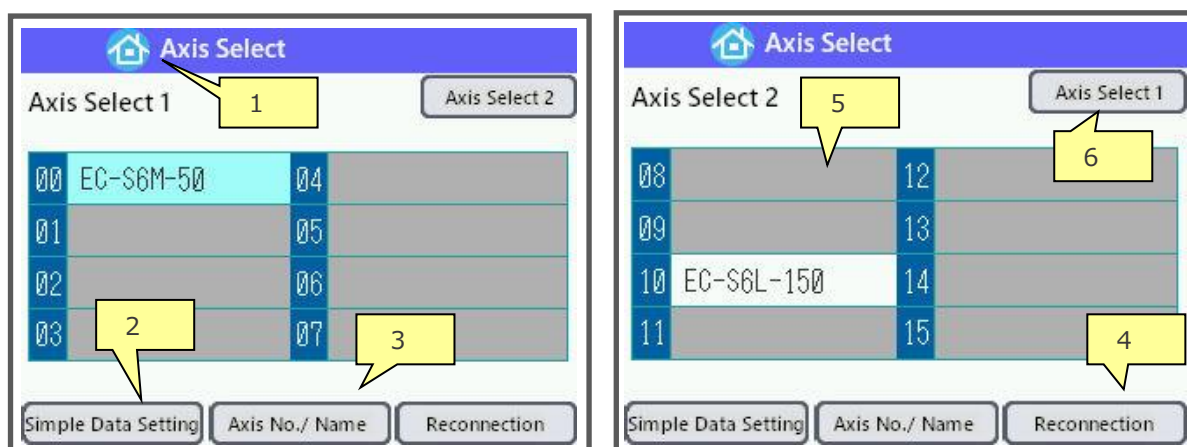 Axis Select
1
Axis Select 1
Axis Select 2
00 EC-S6M-50 04
01 05
02 06
03 07
2
3
Simple Data Setting Axis No./ Name Reconnection
Axis Select
Axis Select 2
5
Axis Select 1
6
08 12
09 13
10 EC-S6L-150 14
11 15
4
Simple Data Setting Axis No./ Name Reconnection